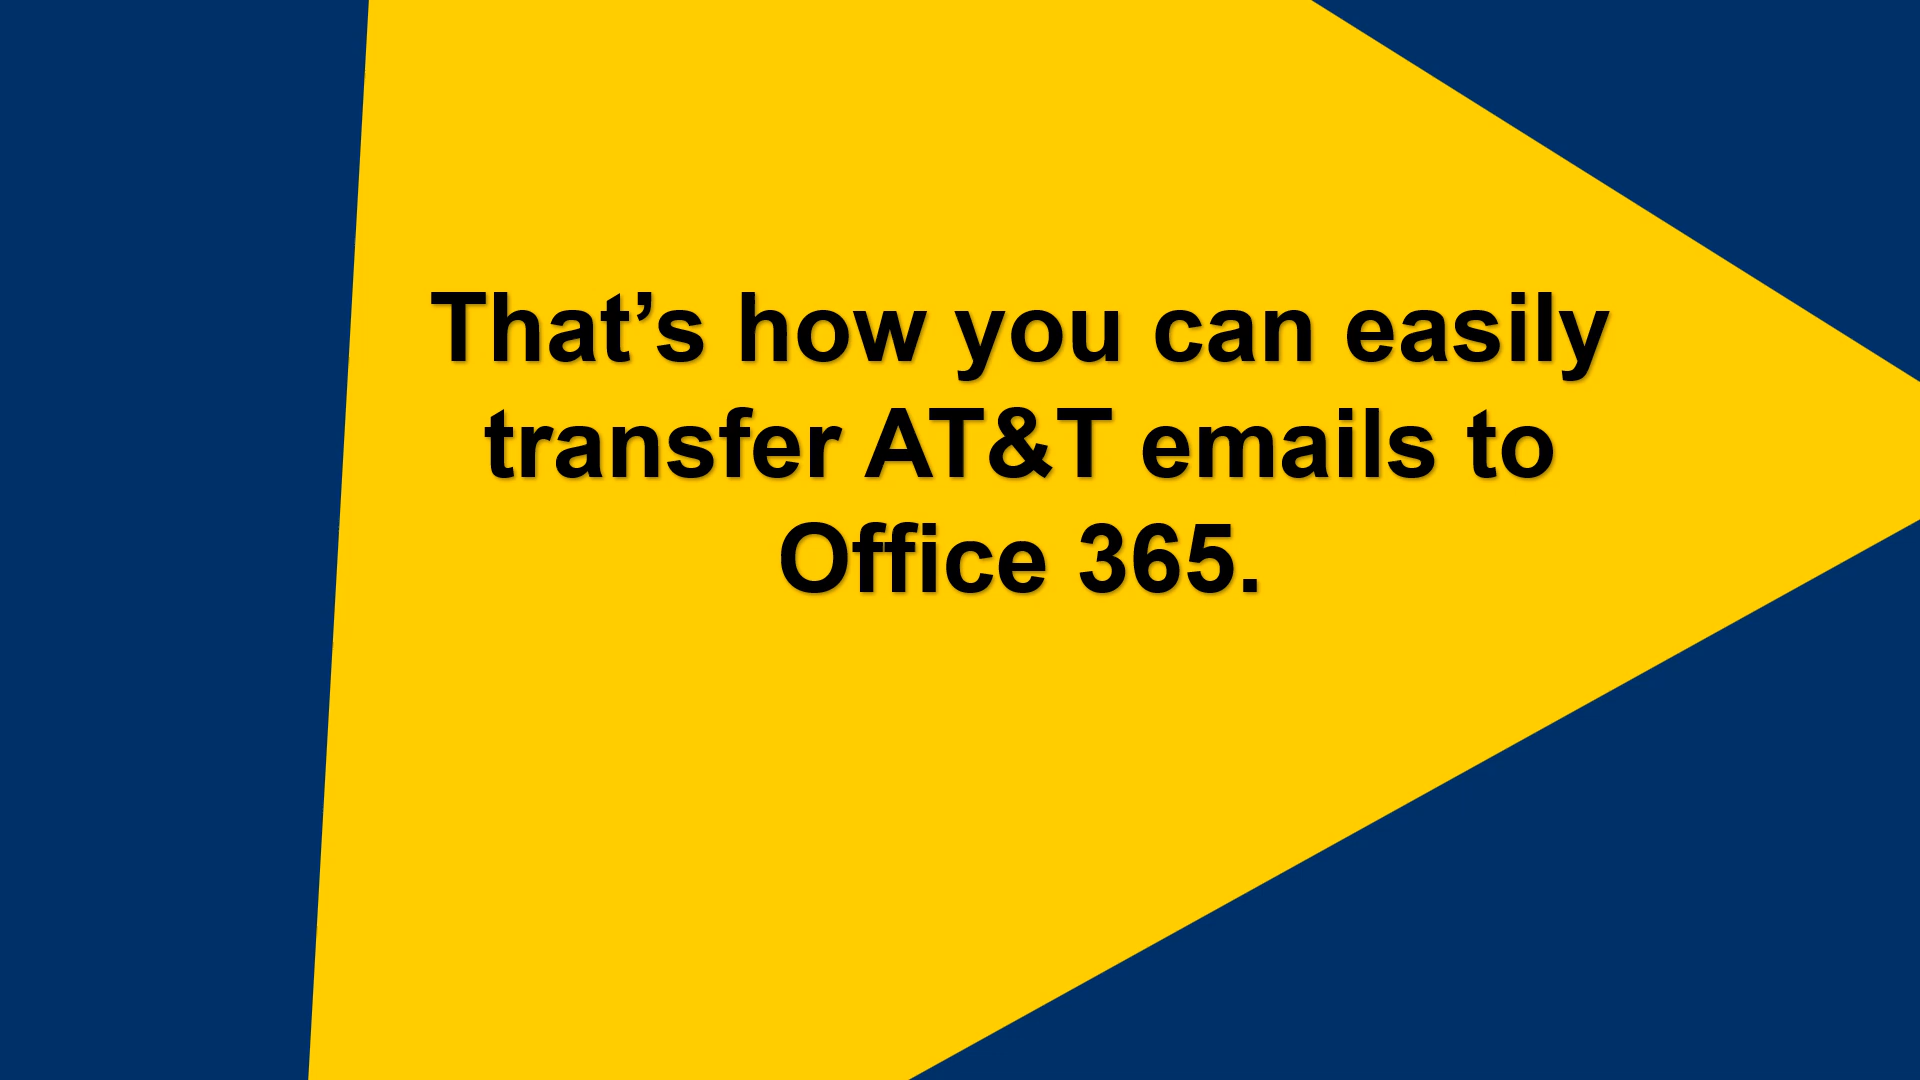 That’s how you can easily
transfer AT&T emails to
Office 365.